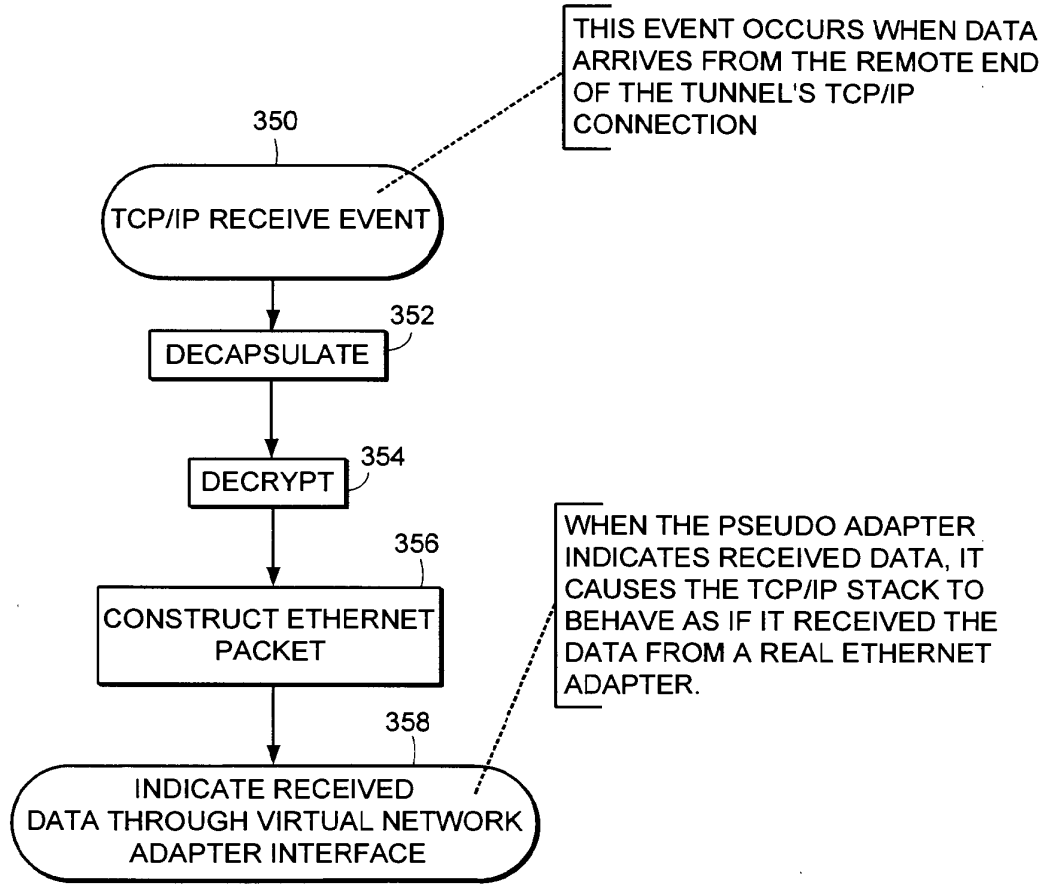 THIS EVENT OCCURS WHEN DATA
ARRIVES FROM THE REMOTE END
OF THE TUNNEL'S TCP/IP
CONNECTION
350
TCP/IP RECEIVE EVENT
352
DECAPSULATE
354
DECRYPT
356
CONSTRUCT ETHERNET
PACKET
WHEN THE PSEUDO ADAPTER
INDICATES RECEIVED DATA, IT
CAUSES THE TCP/IP STACK TO
BEHAVE AS IF IT RECEIVED THE
DATA FROM A REAL ETHERNET
ADAPTER.
358
INDICATE RECEIVED
DATA THROUGH VIRTUAL NETWORK
ADAPTER INTERFACE